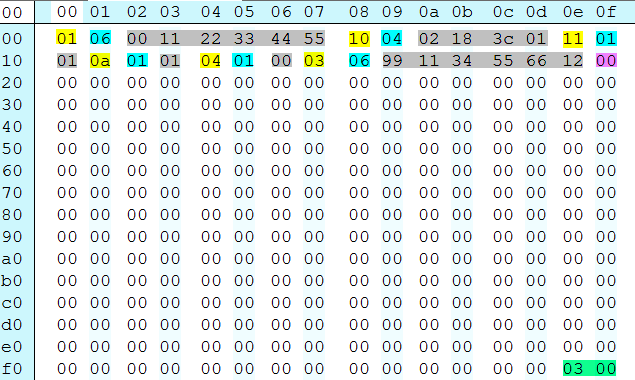 00 00 01 02 03 04 05 06 07 08 09 0a 0b 0c 0d 0e 0f
00 01 06 00 11 22 33 44 55 10 04 02 18 3c 01 11 01
10 01 0a 01 01 04 01 00 03 06 99 11 34 55 66 12 00
20 00 00 00 00 00 00 00 00 00 00 00 00 00 00 00 00
30 00 00 00 00 00 00 00 00 00 00 00 00 00 00 00 00
40 00 00 00 00 00 00 00 00 00 00 00 00 00 00 00 00
50 00 00 00 00 00 00 00 00 00 00 00 00 00 00 00 00
60 00 00 00 00 00 00 00 00 00 00 00 00 00 00 00 00
70 00 00 00 00 00 00 00 00 00 00 00 00 00 00 00 00
80 00 00 00 00 00 00 00 00 00 00 00 00 00 00 00 00
90 00 00 00 00 00 00 00 00 00 00 00 00 00 00 00 00
a0 00 00 00 00 00 00 00 00 00 00 00 00 00 00 00 00
b0 00 00 00 00 00 00 00 00 00 00 00 00 00 00 00 00
c0 00 00 00 00 00 00 00 00 00 00 00 00 00 00 00 00
d0 00 00 00 00 00 00 00 00 00 00 00 00 00 00 00 00
e0 00 00 00 00 00 00 00 00 00 00 00 00 00 00 00 00
f0 00 00 00 00 00 00 00 00 00 00 00 00 00 00 03 00